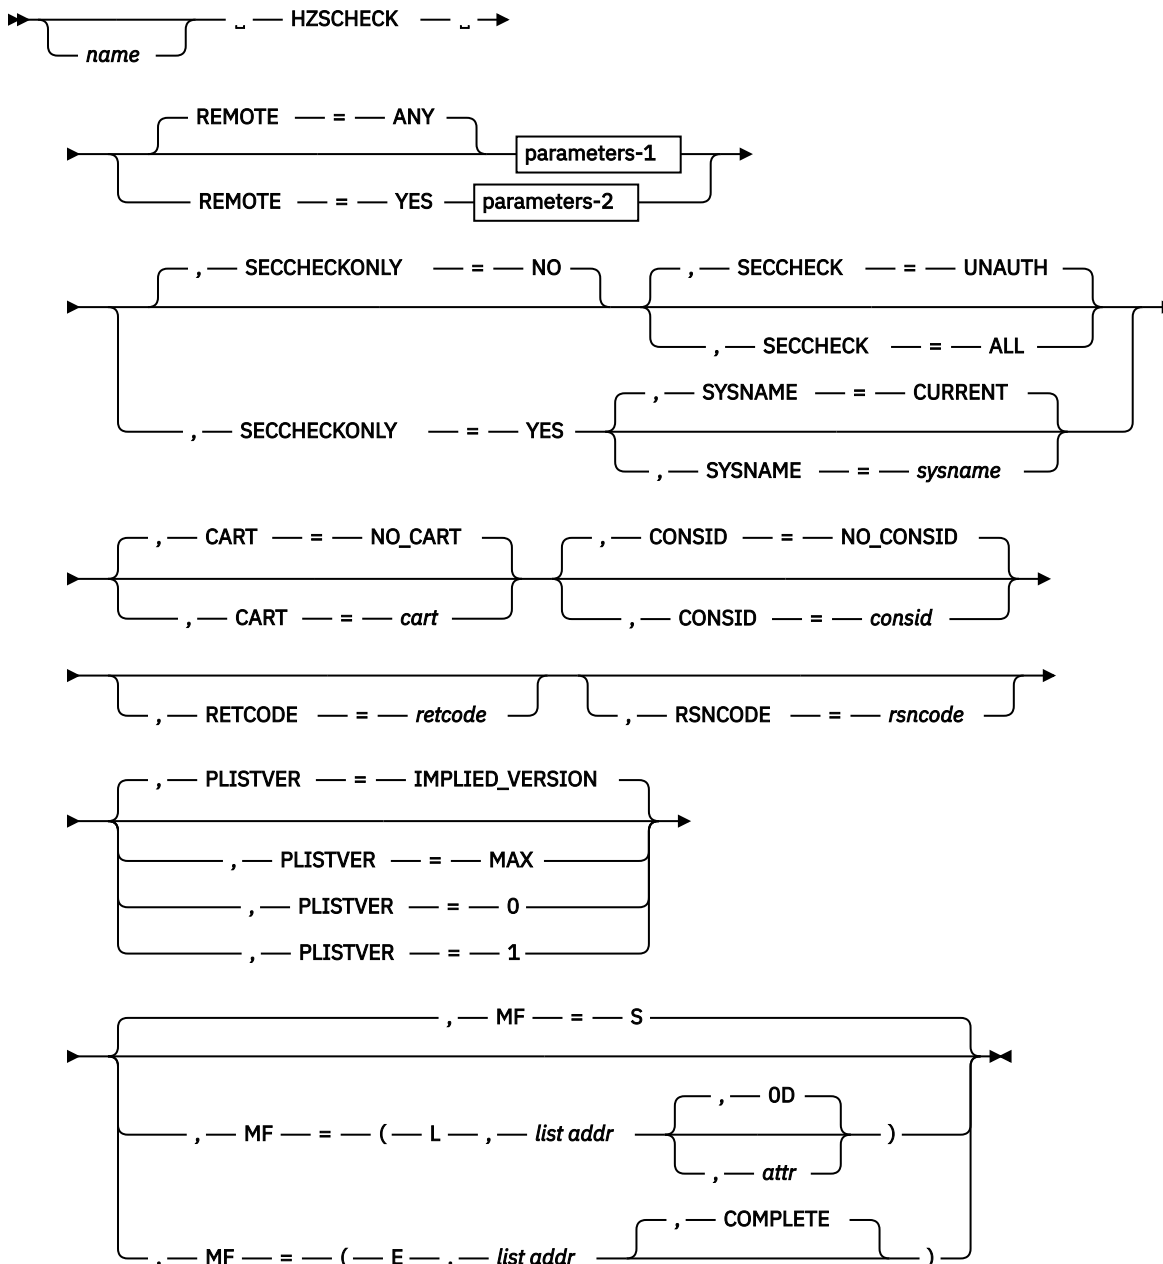 ␣ HZSCHECK ␣
name
REMOTE = ANY
parameters-1
REMOTE = YES parameters-2
, SECCHECKONLY = NO , SECCHECK = UNAUTH
, SECCHECK = ALL
, SYSNAME = CURRENT
, SECCHECKONLY = YES
, SYSNAME = sysname
, CART = NO_CART , CONSID = NO_CONSID
, CART = cart , CONSID = consid
, RETCODE = retcode , RSNCODE = rsncode
, PLISTVER = IMPLIED_VERSION
, PLISTVER = MAX
, PLISTVER = 0
, PLISTVER = 1
, MF = S
, 0D
, MF = ( L , list addr )
, attr
, COMPLETE
, MF = ( E , list addr )